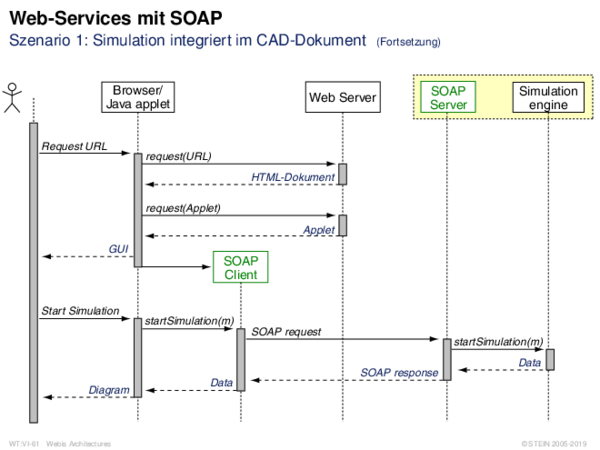 Web-Services mit SOAP
Szenario 1: Simulation integriert im CAD-Dokument (Fortsetzung)
Browser/
Java applet
Web Server
SOAP
Server
Simulation
engine
Request URL
request(URL)
HTML-Dokument
request(Applet)
Applet
GUI
SOAP
Client
Start Simulation
startSimulation(m)
SOAP request
startSimulation(m)
Data
SOAP response
Data
Diagram
WT:VI-61 Webis Architectures
© STEIN 2005-2019